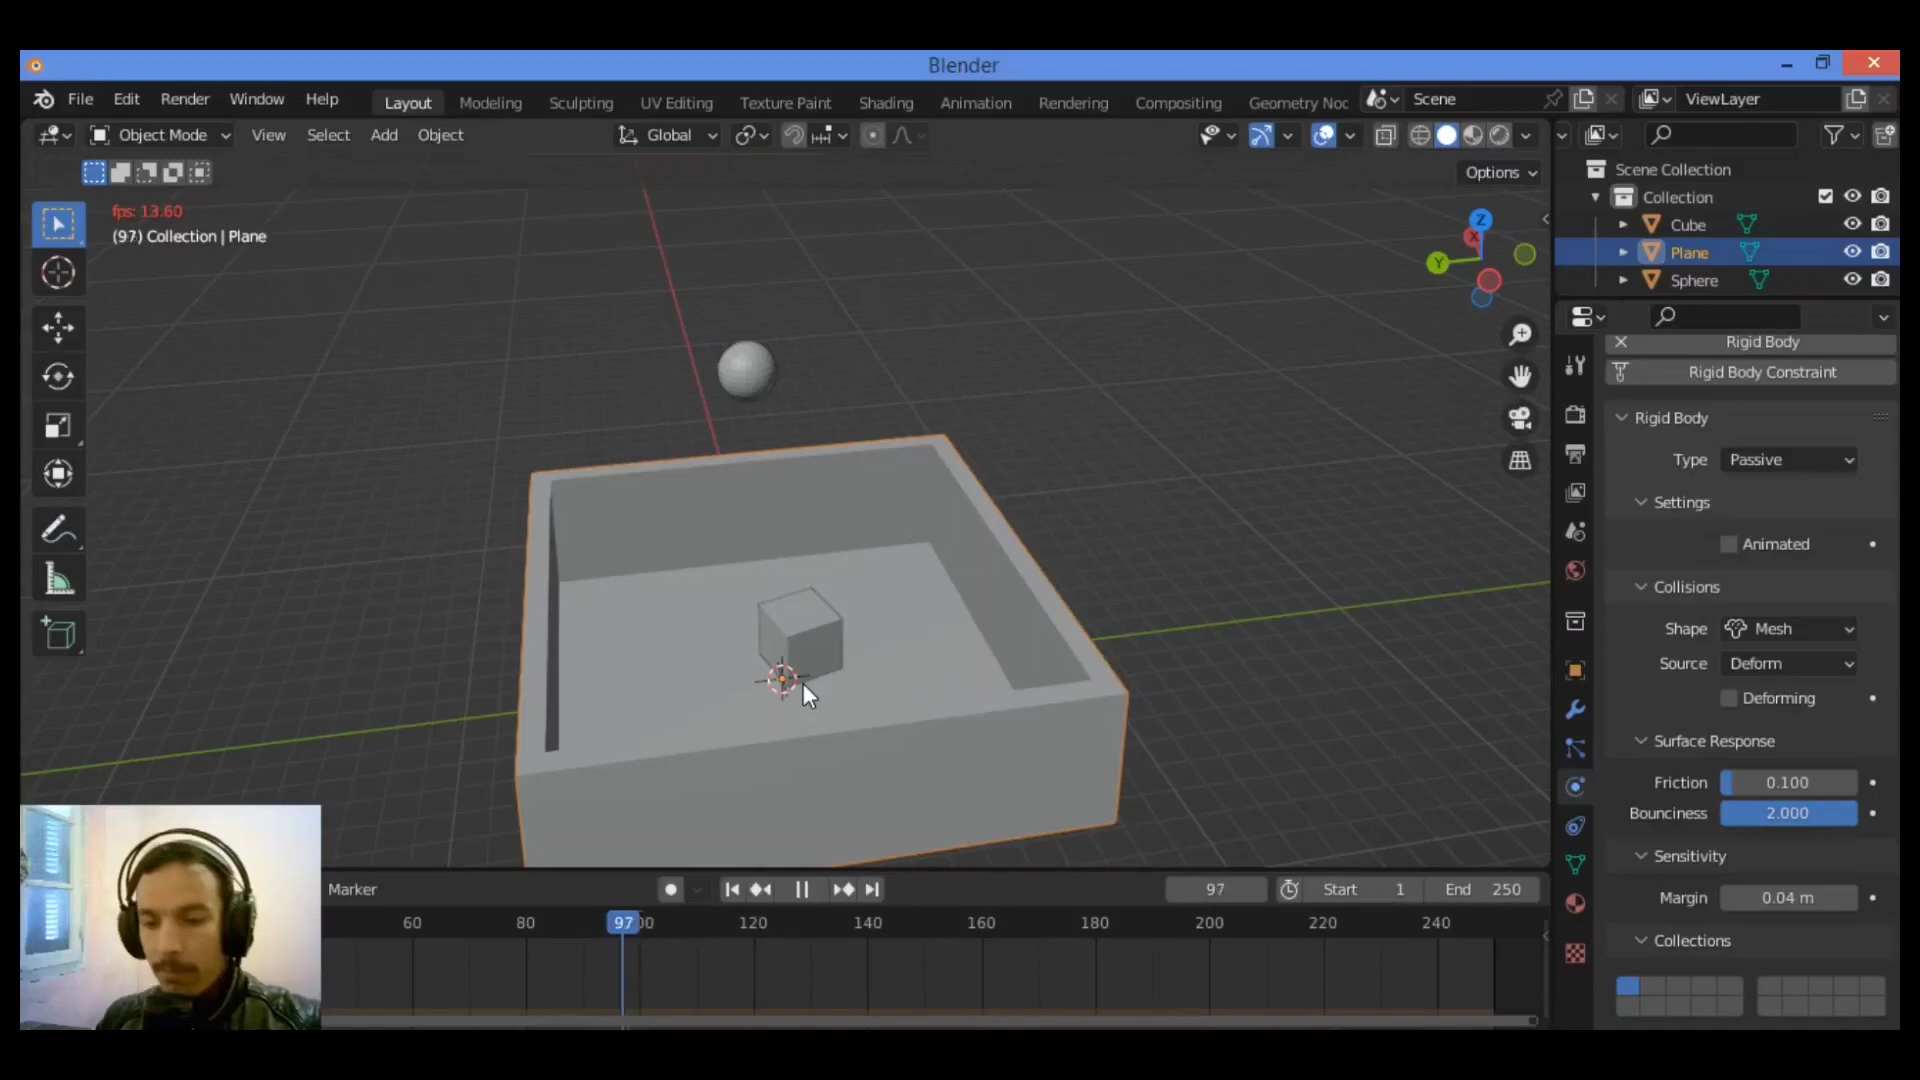 Blender
File Edit Render Window Help Layout Modeling Sculpting UV Editing Texture Paint Shading Animation Rendering Compositing Geometry Noc Scene ViewLayer
Object Mode View Select Add Object Global
Options
fps: 13.60
(97) Collection | Plane
Z
X
Y
Scene Collection
Collection
Cube
Plane
Sphere
Rigid Body
Rigid Body Constraint
Rigid Body
Type Passive
Settings
Animated
Collisions
Shape Mesh
Source Deform
Deforming
Surface Response
Friction 0.100
Bounciness 2.000
Sensitivity
Margin 0.04 m
Collections
Marker 97 Start 1 End 250
60 80 97 00 120 140 160 180 200 220 240